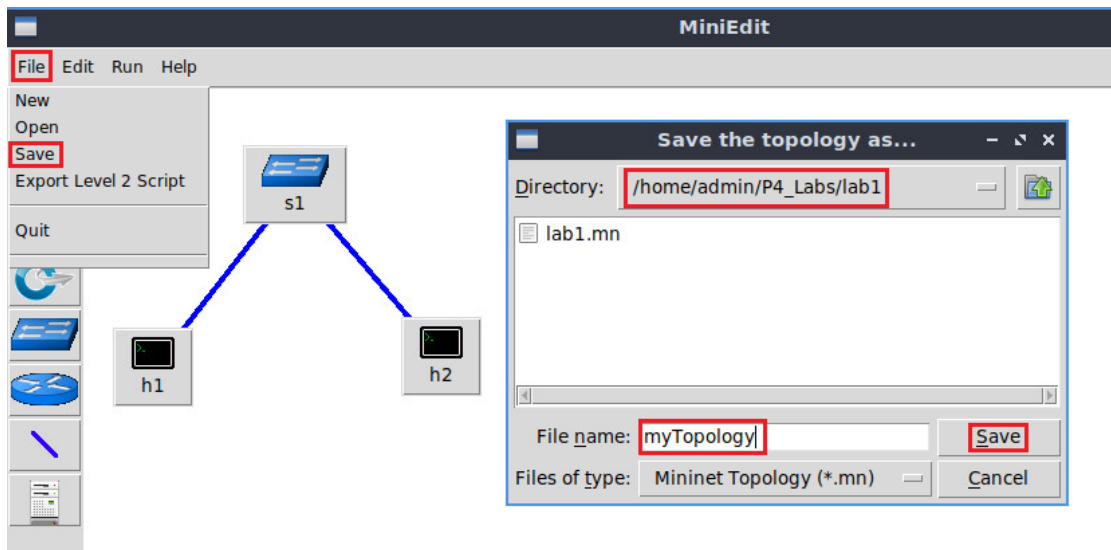 MiniEdit
File Edit Run Help
New
Open
Save
Export Level 2 Script
Quit
s1
h1
h2
Save the topology as...
Directory: /home/admin/P4_Labs/lab1
lab1.mn
File name: myTopology Save
Files of type: Mininet Topology (*.mn) Cancel